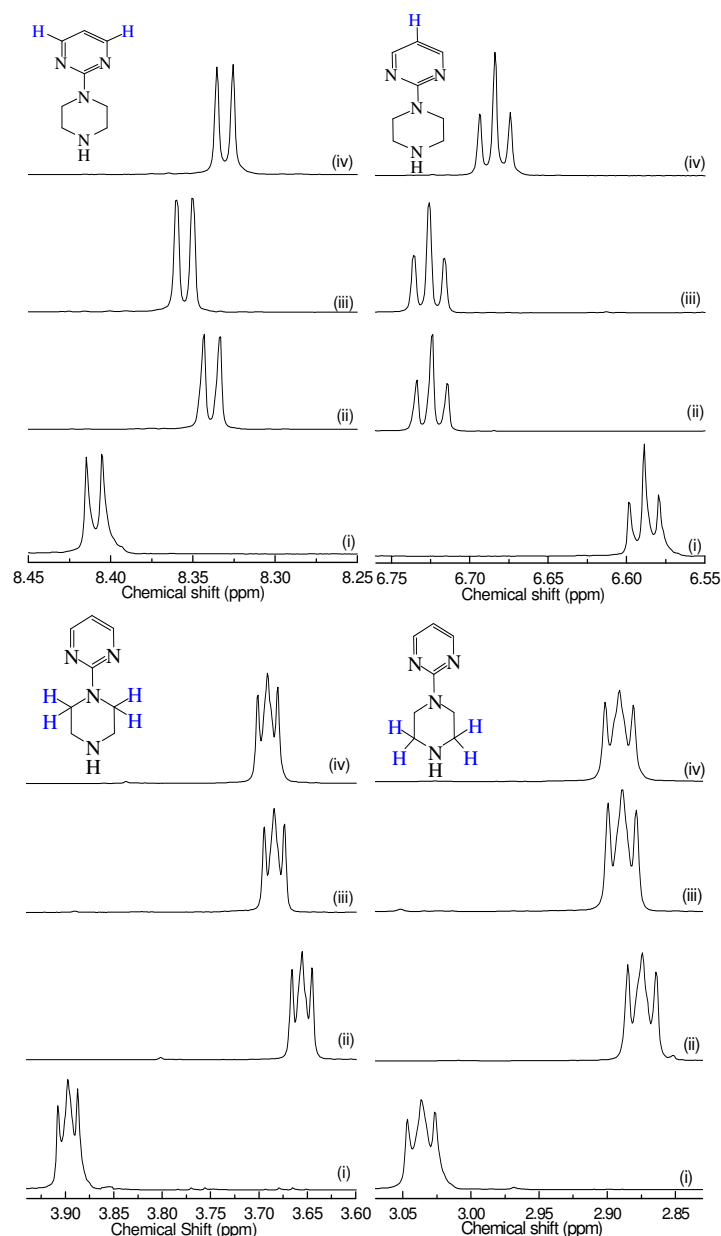 H H
N N
N
N
H
(iv)
(iii)
(ii)
(i)
8.45 8.40 8.35 8.30 8.25
Chemical shift (ppm)
H
N N
N
N
H
(iv)
(iii)
(ii)
(i)
6.75 6.70 6.65 6.60 6.55
Chemical shift (ppm)
N N
H N H
H H
N
H
(iv)
(iii)
(ii)
(i)
3.90 3.85 3.80 3.75 3.70 3.65 3.60
Chemical Shift (ppm)
N N
N
H H
H N H
H
(iv)
(iii)
(ii)
(i)
3.05 3.00 2.95 2.90 2.85
Chemical shift (ppm)